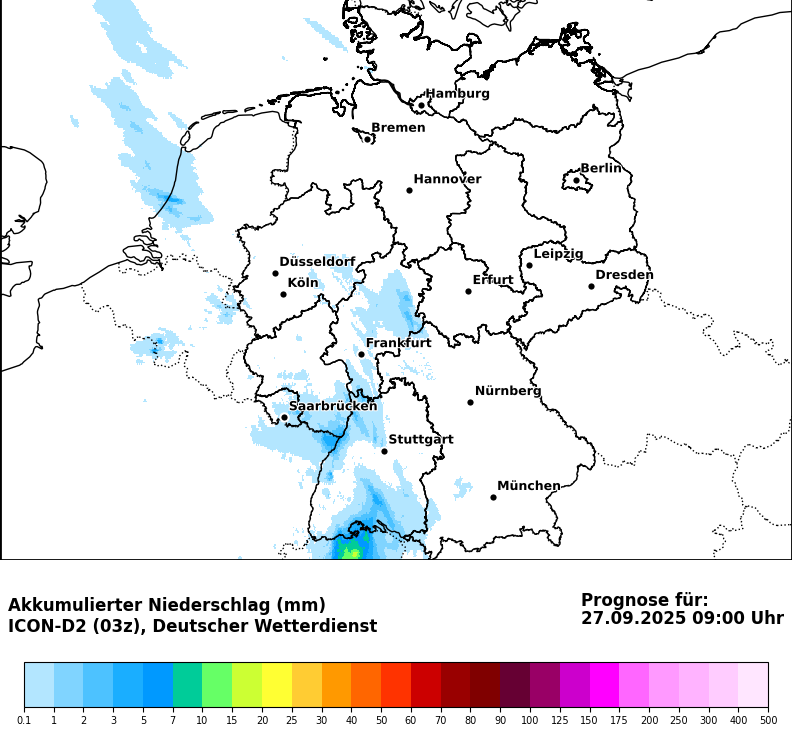 Hamburg
Bremen
Berlin
Hannover
Leipzig
Düsseldorf
Köln
Erfurt
Dresden
Frankfurt
Nürnberg
Saarbrücken
Stuttgart
München
Akkumulierter Niederschlag (mm)
ICON-D2 (03z), Deutscher Wetterdienst
Prognose für:
27.09.2025 09:00 Uhr
0.1 1 2 3 5 7 10 15 20 25 30 40 50 60 70 80 90 100 125 150 175 200 250 300 400 500